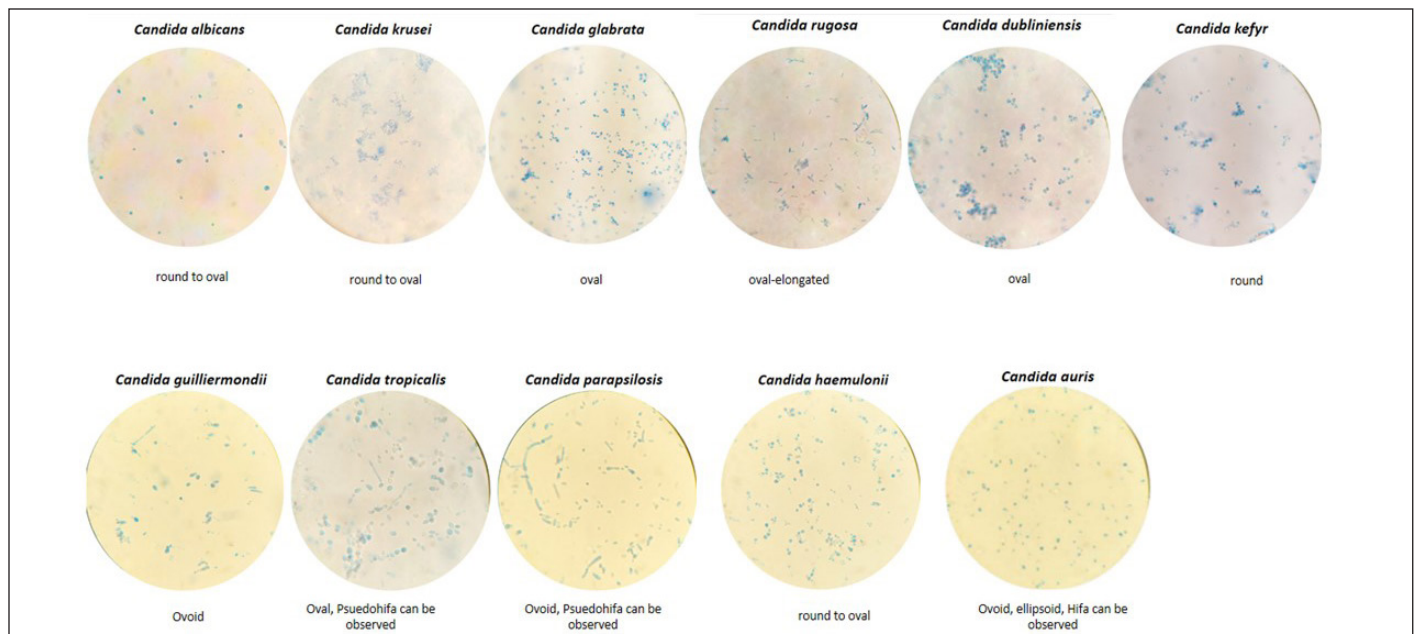 Candida albicans
Candida krusei
Candida glabrata
Candida rugosa
Candida dubliniensis
Candida kefyr
round to oval
round to oval
oval
oval-elongated
oval
round
Candida guilliermondii
Candida tropicalis
Candida parapsilosis
Candida haemulonii
Candida auris
Ovoid
Oval, Psuedohifa can be
observed
Ovoid, Psuedohifa can be
observed
round to oval
Ovoid, ellipsoid, Hifa can be
observed